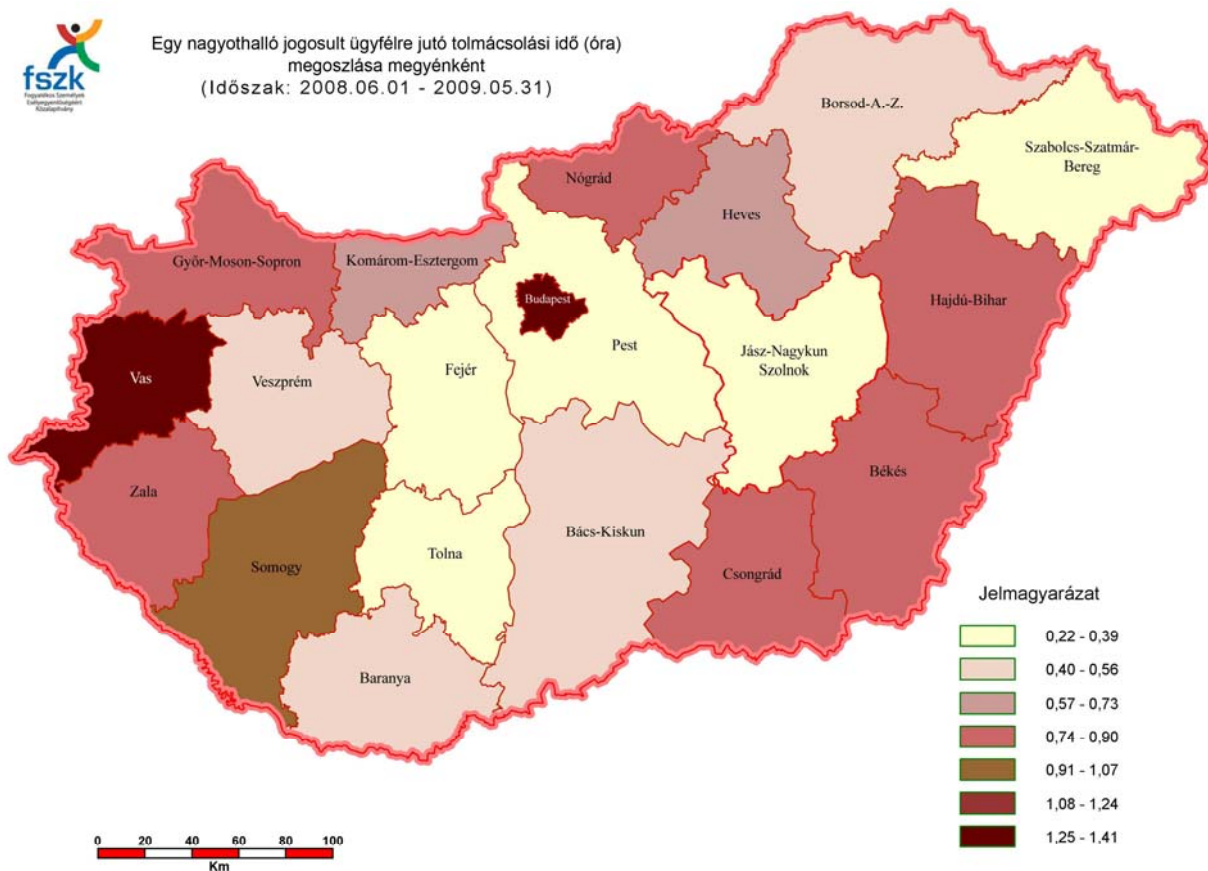 Egy nagyothalló jogosult ügyfélre jutó tolmácsolási idő (óra)
megoszlása megyénként
(Időszak: 2008.06.01 - 2009.05.31)
fszk
Fogyatékos Személyek
Esélyegyenlőségéért
Közalapítvány
Borsod-A.-Z.
Szabolcs-Szatmár-
Bereg
Nógrád
Heves
Győr-Moson-Sopron
Komárom-Esztergom
Budapest
Hajdú-Bihar
Pest
Jász-Nagykun
Szolnok
Vas
Veszprém
Fejér
Zala
Békés
Bács-Kiskun
Tolna
Somogy
Csongrád
Baranya
Jelmagyarázat
0,22 - 0,39
0,40 - 0,56
0,57 - 0,73
0,74 - 0,90
0,91 - 1,07
1,08 - 1,24
1,25 - 1,41
0 20 40 60 80 100
Km